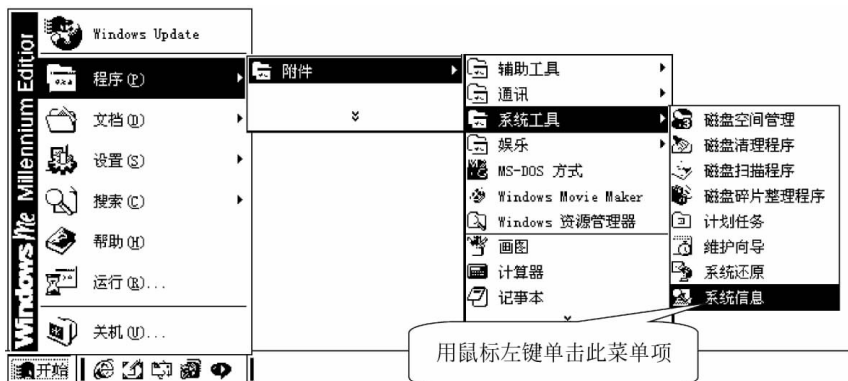 Windows Me Millennium Edition
Windows Update
程序(P)
文档(D)
设置(S)
搜索(C)
帮助(H)
运行(R)...
关机(U)...
开始
附件
辅助工具
通讯
系统工具
娱乐
MS-DOS 方式
Windows Movie Maker
Windows 资源管理器
画图
计算器
记事本
磁盘空间管理
磁盘清理程序
磁盘扫描程序
磁盘碎片整理程序
计划任务
维护向导
系统还原
系统信息
用鼠标左键单击此菜单项